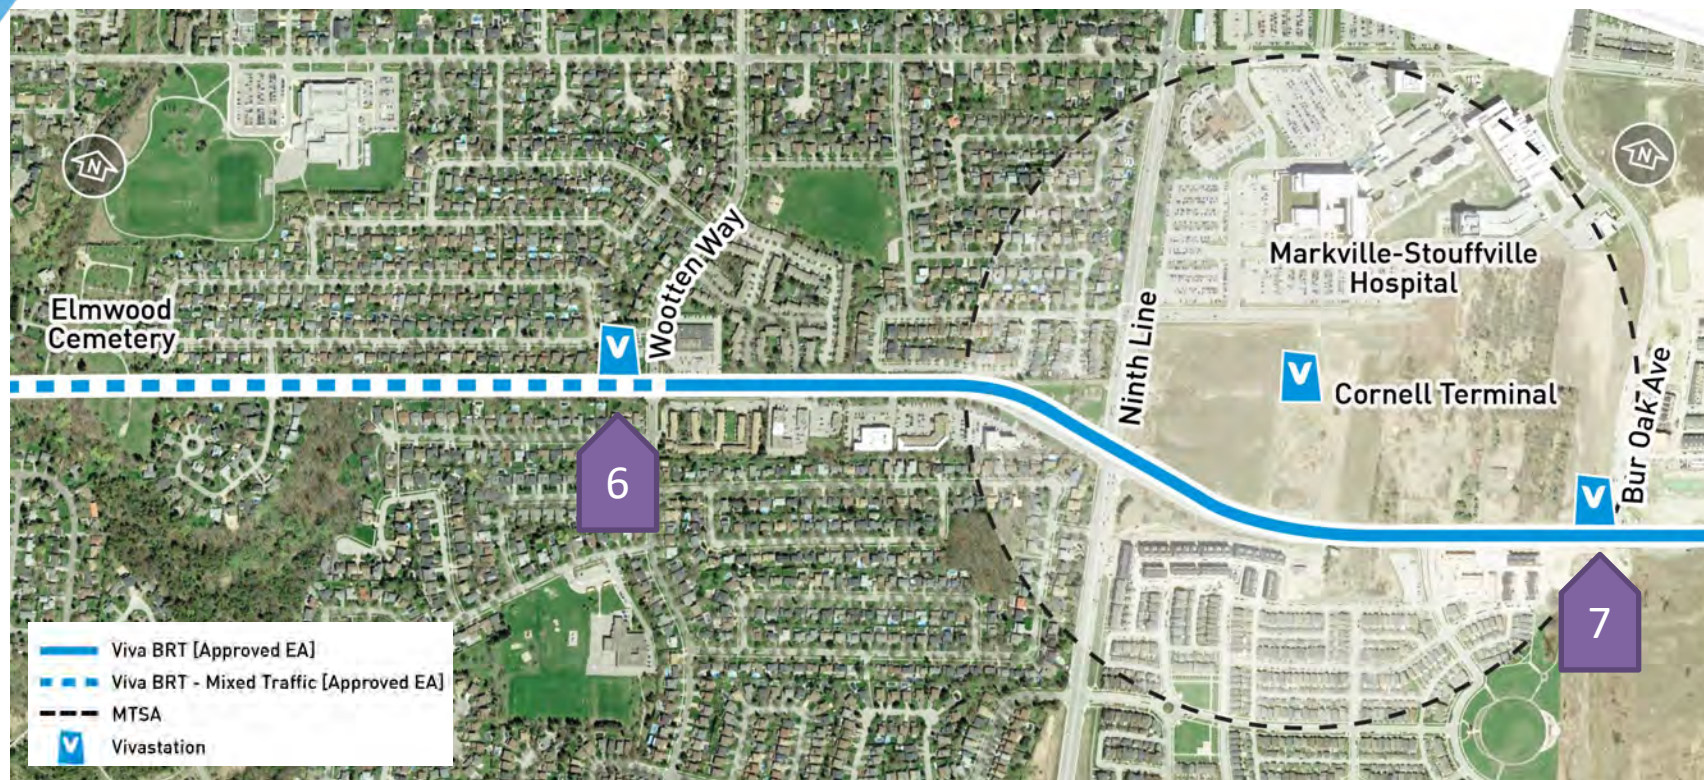 N
N
Wootten Way
Markville-Stouffville
Hospital
Elmwood
Cemetery
V
Ninth Line
V
Cornell Terminal
Bur Oak Ave
6
V
7
Viva BRT [Approved EA]
Viva BRT - Mixed Traffic [Approved EA]
MTSA
V
Vivastation